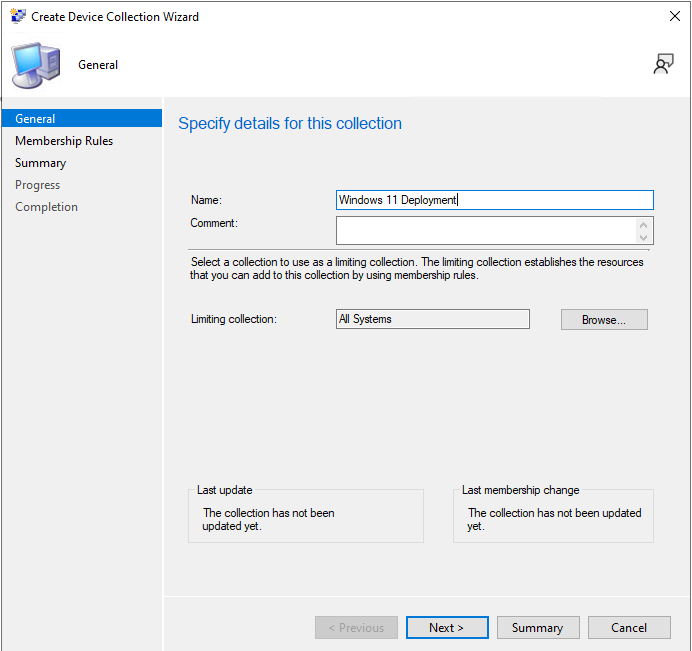 Create Device Collection Wizard
General
General
Membership Rules
Summary
Progress
Completion
Specify details for this collection
Name:
Windows 11 Deployment
Comment:
Select a collection to use as a limiting collection. The limiting collection establishes the resources
that you can add to this collection by using membership rules.
Limiting collection:
All Systems
Browse...
Last update
The collection has not been
updated yet.
Last membership change
The collection has not been updated
yet.
< Previous
Next >
Summary
Cancel